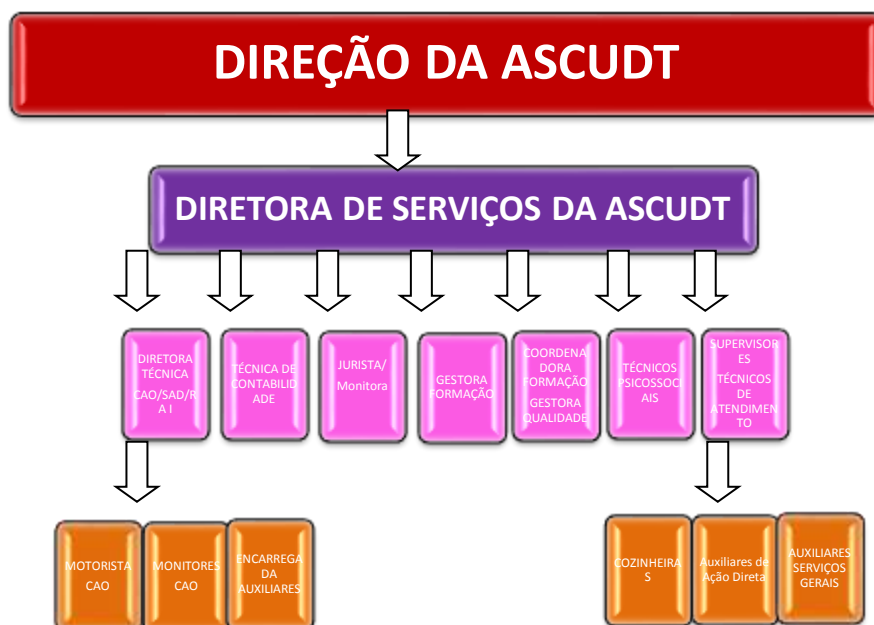 DIREÇÃO DA ASCUDT
DIRETORA DE SERVIÇOS DA ASCUDT
DIRETORA
TÉCNICA
CAO/SAD/R
A I
TÉCNICA DE
CONTABILID
ADE
JURISTA/
Monitora
GESTORA
FORMAÇÃO
COORDENA
DORA
FORMAÇÃO
GESTORA
QUALIDADE
TÉCNICOS
PSICOSSOCI
AIS
SUPERVISOR
ES
TÉCNICOS
DE
ATENDIMEN
TO
MOTORISTA
CAO
MONITORES
CAO
ENCARREGA
DA
AUXILIARES
COZINHEIRA
S
Auxiliares de
Ação Direta
AUXILIARES
SERVIÇOS
GERAIS